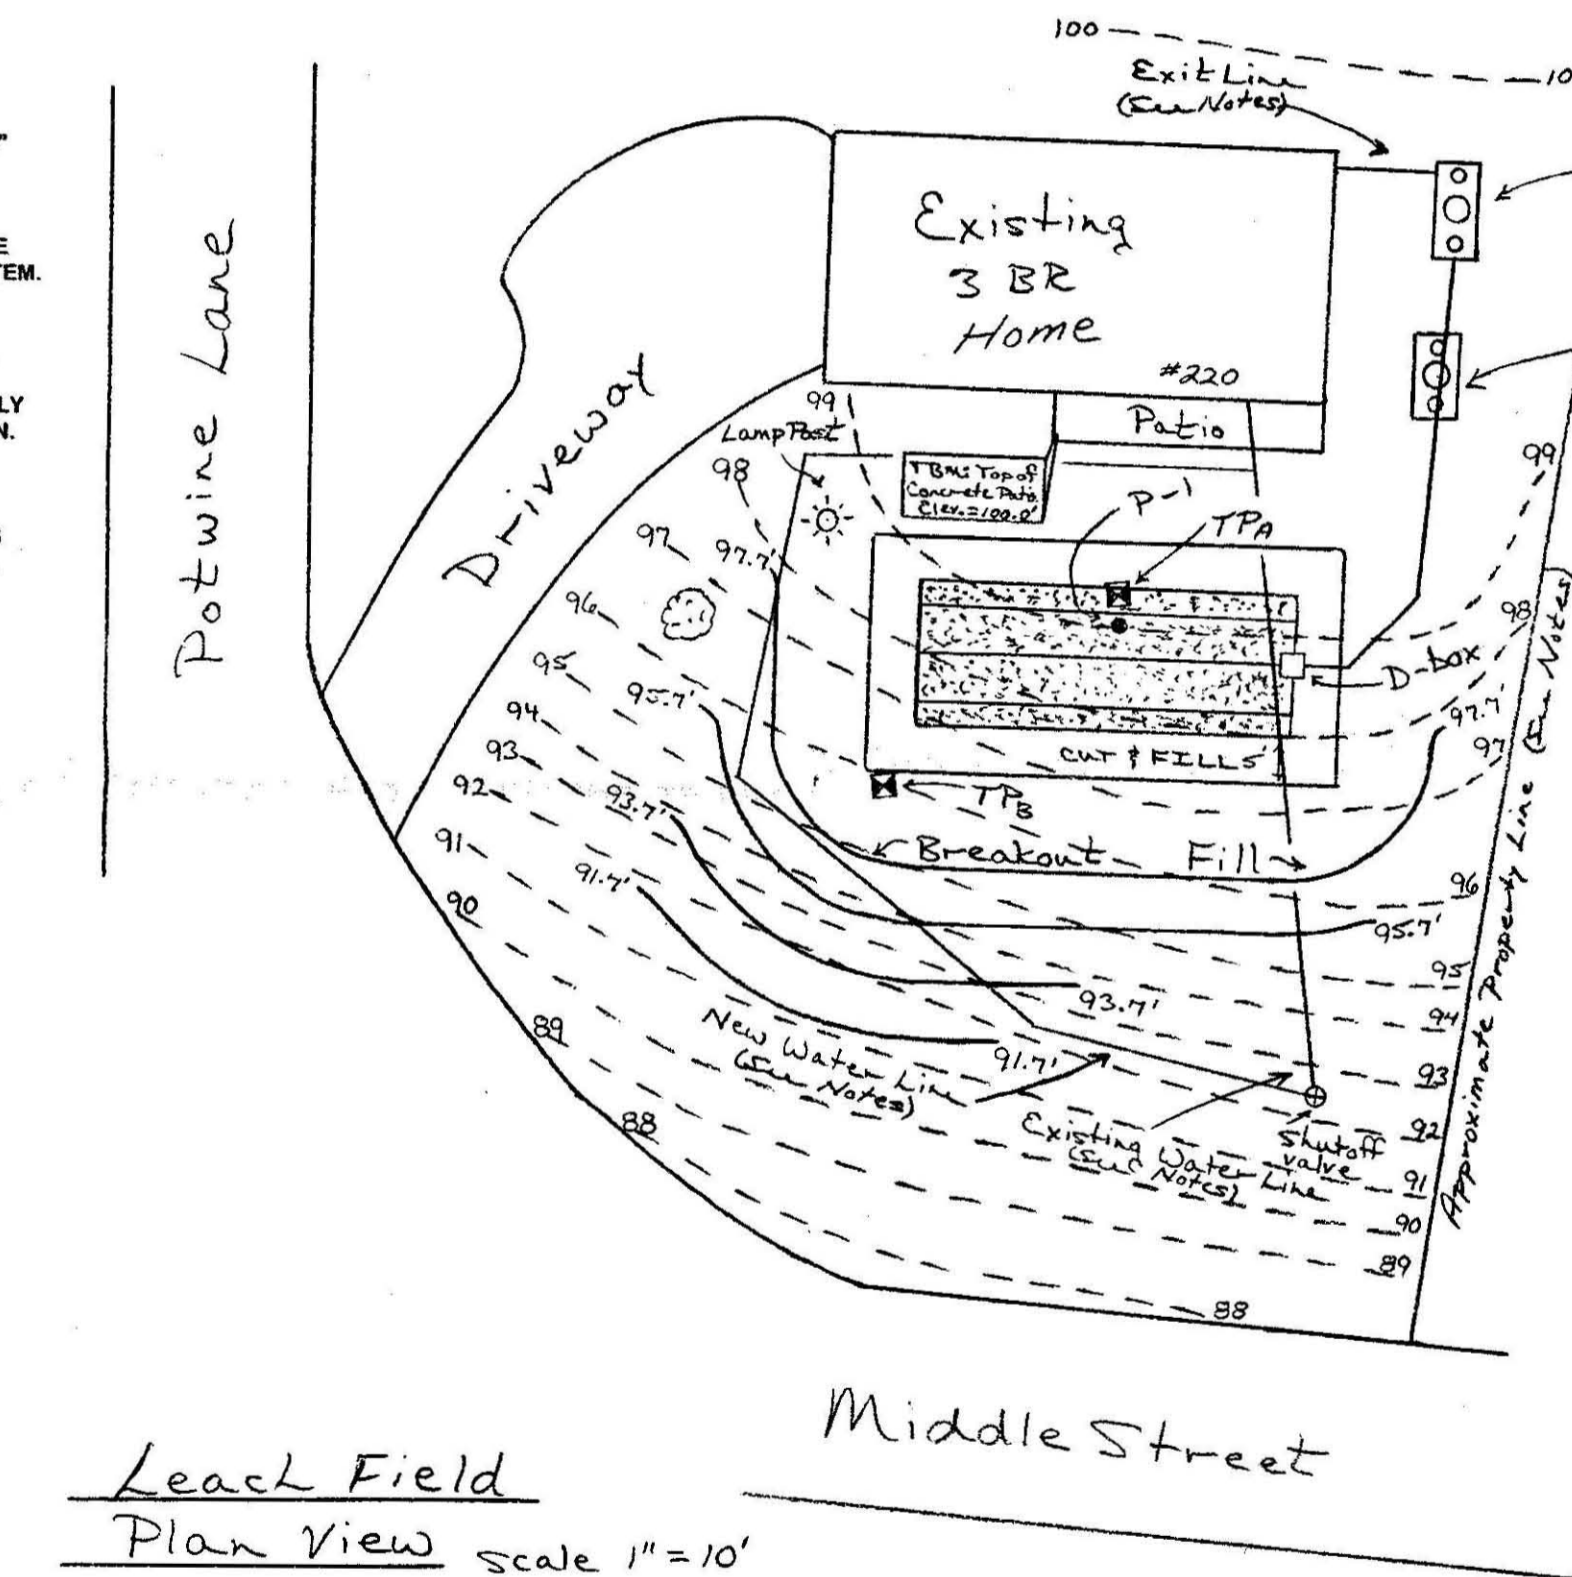 100
10
Exit Line
(See Notes)
E
TEM.
LY
N.
Potwine Lane
Driveway
Existing
3 BR
Home
#220
Patio
Lamp Post
TBM: Top of
Concrete Patio
Elev. = 100.0'
P-1
TPA
D-box
CUT & FILL 5'
TPB
Breakout
Fill
99
98
97
97.7'
96
95
95.7'
94
93
93.7'
92
91
91.7'
90
89
88
99
98
97.7
97
96
95.7'
95
94
93.7'
93
92
91.7'
91
90
89
88
New Water Line
(See Notes)
Existing Water Line
(See Notes)
Shutoff
valve
Approximate Property Line (See Notes)
Middle Street
Leach Field
Plan View scale 1" = 10'